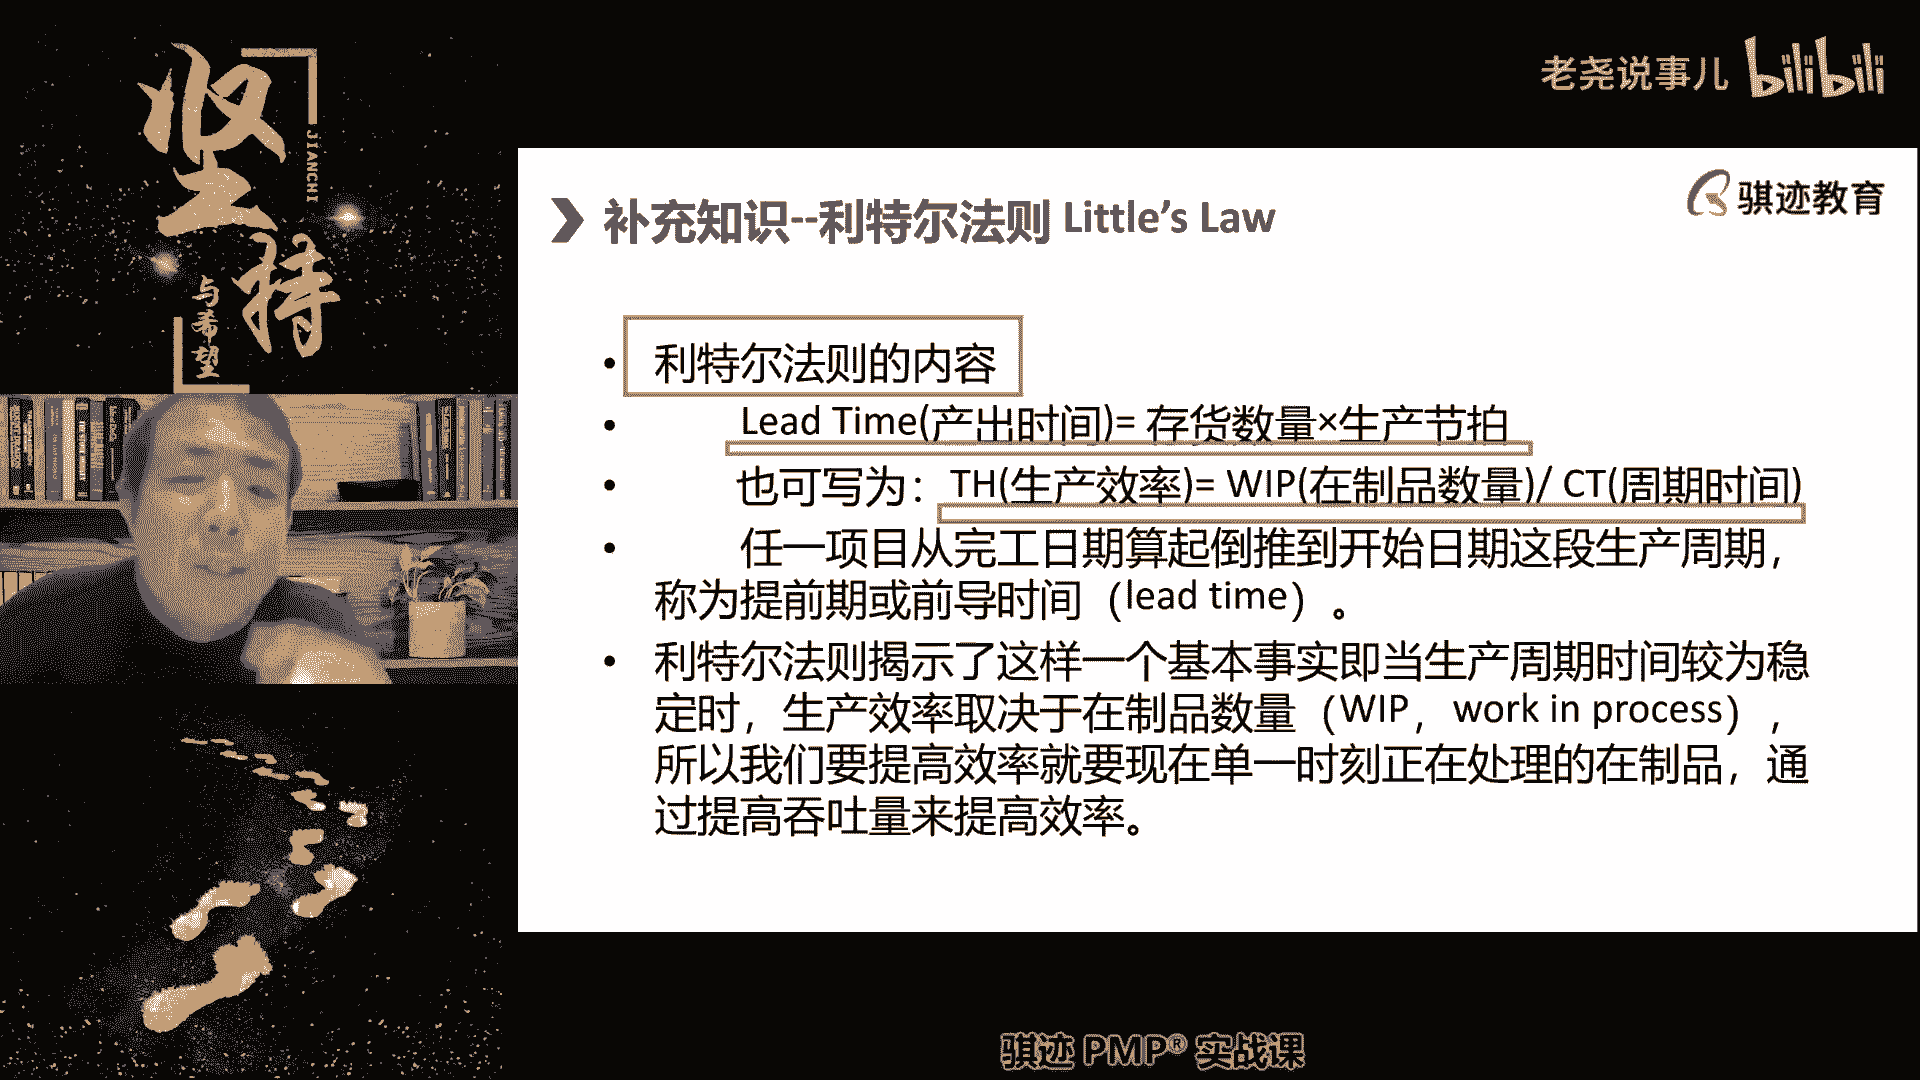 坚持
JIANCHI
与希望
老尧说事儿 bilibili
骐迹教育
补充知识--利特尔法则 Little’s Law
• 利特尔法则的内容
• Lead Time(产出时间)= 存货数量×生产节拍
• 也可写为：TH(生产效率)= WIP(在制品数量)/ CT(周期时间)
• 任一项目从完工日期算起倒推到开始日期这段生产周期，
称为提前期或前导时间（lead time）。
• 利特尔法则揭示了这样一个基本事实即当生产周期时间较为稳
定时，生产效率取决于在制品数量（WIP，work in process），
所以我们要提高效率就要现在单一时刻正在处理的在制品，通
过提高吞吐量来提高效率。
骐迹 PMP® 实战课